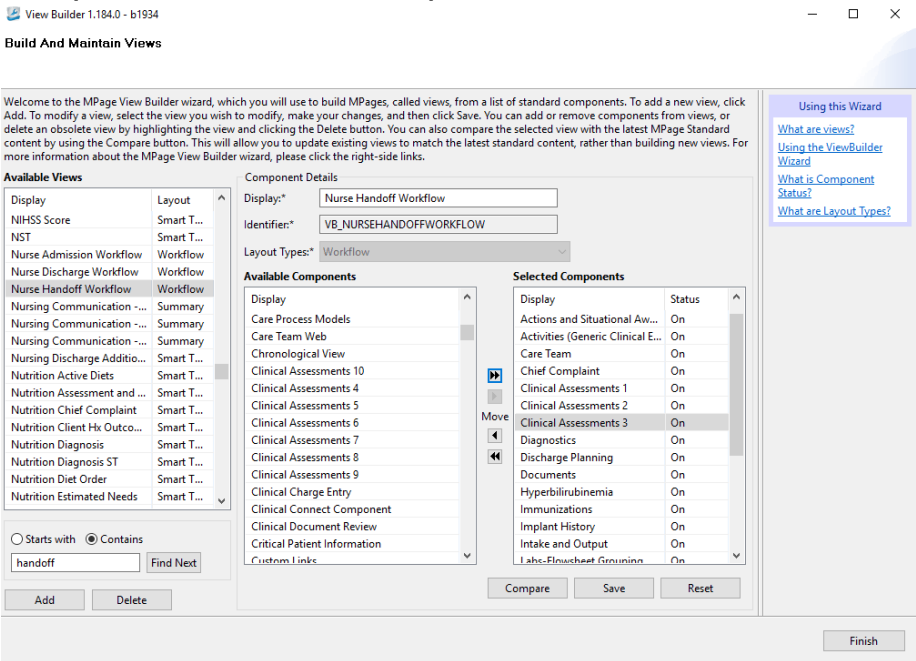 View Builder 1.184.0 - b1934
Build And Maintain Views
Welcome to the MPage View Builder wizard, which you will use to build MPages, called views, from a list of standard components. To add a new view, click
Add. To modify a view, select the view you wish to modify, make your changes, and then click Save. You can add or remove components from views, or
delete an obsolete view by highlighting the view and clicking the Delete button. You can also compare the selected view with the latest MPage Standard
content by using the Compare button. This will allow you to update existing views to match the latest standard content, rather than building new views. For
more information about the MPage View Builder wizard, please click the right-side links.
Available Views
Display Layout
NIHSS Score Smart T...
NST Smart T...
Nurse Admission Workflow Workflow
Nurse Discharge Workflow Workflow
Nurse Handoff Workflow Workflow
Nursing Communication -... Summary
Nursing Communication -... Summary
Nursing Communication -... Summary
Nursing Discharge Additio... Smart T...
Nutrition Active Diets Smart T...
Nutrition Assessment and ... Smart T...
Nutrition Chief Complaint Smart T...
Nutrition Client Hx Outco... Smart T...
Nutrition Diagnosis Smart T...
Nutrition Diagnosis ST Smart T...
Nutrition Diet Order Smart T...
Nutrition Estimated Needs Smart T...
Starts with Contains
handoff Find Next
Add Delete
Component Details
Display:* Nurse Handoff Workflow
Identifier:* VB_NURSEHANDOFFWORKFLOW
Layout Types:* Workflow
Available Components
Display
Care Process Models
Care Team Web
Chronological View
Clinical Assessments 10
Clinical Assessments 4
Clinical Assessments 5
Clinical Assessments 6
Clinical Assessments 7
Clinical Assessments 8
Clinical Assessments 9
Clinical Charge Entry
Clinical Connect Component
Clinical Document Review
Critical Patient Information
Custom Links
Move
Selected Components
Display Status
Actions and Situational Aw... On
Activities (Generic Clinical E... On
Care Team On
Chief Complaint On
Clinical Assessments 1 On
Clinical Assessments 2 On
Clinical Assessments 3 On
Diagnostics On
Discharge Planning On
Documents On
Hyperbilirubinemia On
Immunizations On
Implant History On
Intake and Output On
Labs-Flowsheet Grouping On
Compare Save Reset
Using this Wizard
What are views?
Using the ViewBuilder
Wizard
What is Component
Status?
What are Layout Types?
Finish